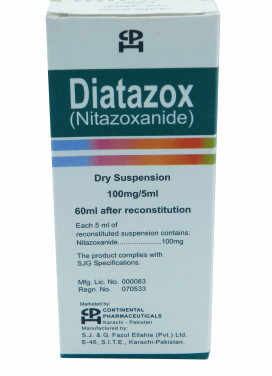 Diatazox
(Nitazoxanide)
Dry Suspension
100mg/5ml
60ml after reconstitution
Each 5 ml of
reconstituted suspension contains:
Nitazoxanide....................100mg
The product complies with
SJG Specifications.
Mfg. Lic. No. 000083
Regn. No. 070533
Marketed by:
CONTINENTAL
PHARMACEUTICALS
Karachi - Pakistan
Manufactured by:
S.J. & G. Fazul Ellahie (Pvt.) Ltd.
E-46, S.I.T.E., Karachi-Pakistan.